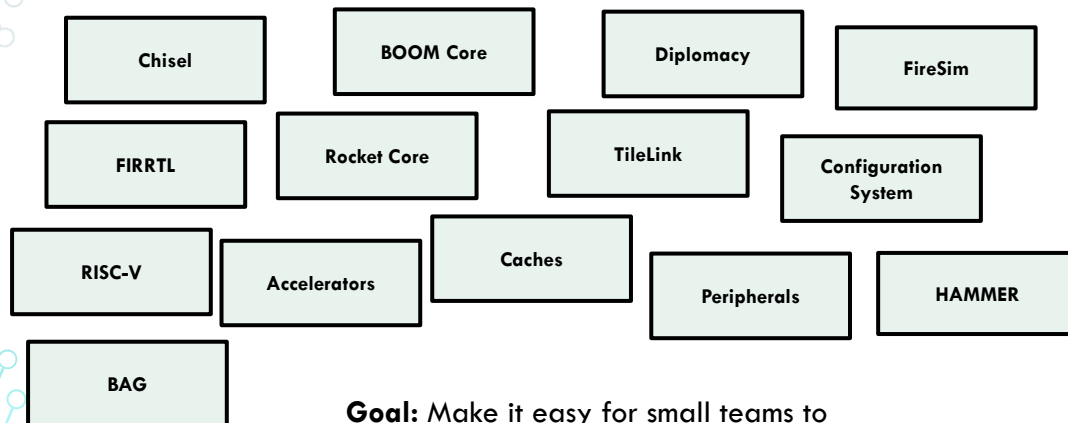 Chisel
BOOM Core
Diplomacy
FireSim
FIRRTL
Rocket Core
TileLink
Configuration
System
RISC-V
Accelerators
Caches
Peripherals
HAMMER
BAG
Goal: Make it easy for small teams to